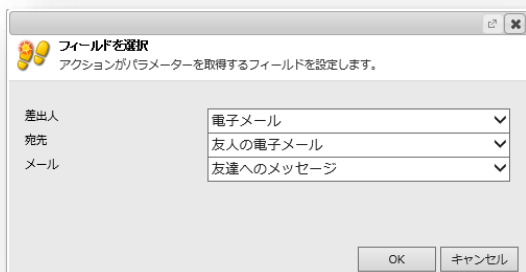 フィールドを選択
アクションがパラメーターを取得するフィールドを設定します。
差出人
電子メール
宛先
友人の電子メール
メール
友達へのメッセージ
OK
キャンセル